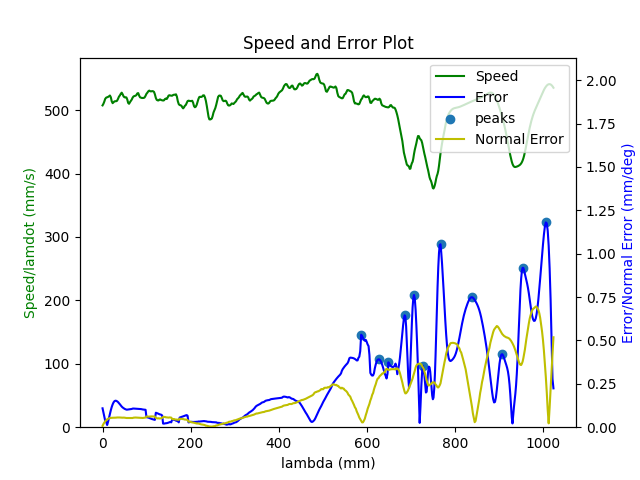 Speed and Error Plot
Speed
Error
peaks
Normal Error
Speed/lamdot (mm/s)
0
100
200
300
400
500
Error/Normal Error (mm/deg)
0.00
0.25
0.50
0.75
1.00
1.25
1.50
1.75
2.00
0 200 400 600 800 1000
lambda (mm)